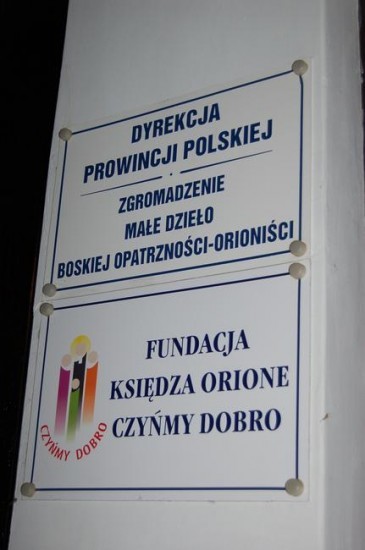 DYREKCJA
PROWINCJI POLSKIEJ
ZGROMADZENIE
MAŁE DZIEŁO
BOSKIEJ OPATRZNOŚCI-ORIONIŚCI
FUNDACJA
KSIĘDZA ORIONE
CZYŃMY DOBRO
CZYŃMY DOBRO